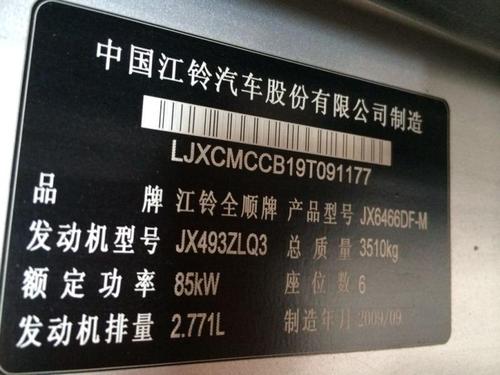 中国江铃汽车股份有限公司制造
LJXCMCCB19T091177
品牌 江铃全顺牌 产品型号 JX6466DF-M
发动机型号 JX493ZLQ3 总质量 3510kg
额定功率 85kW 座位数 6
发动机排量 2.771L 制造年月 2009/09